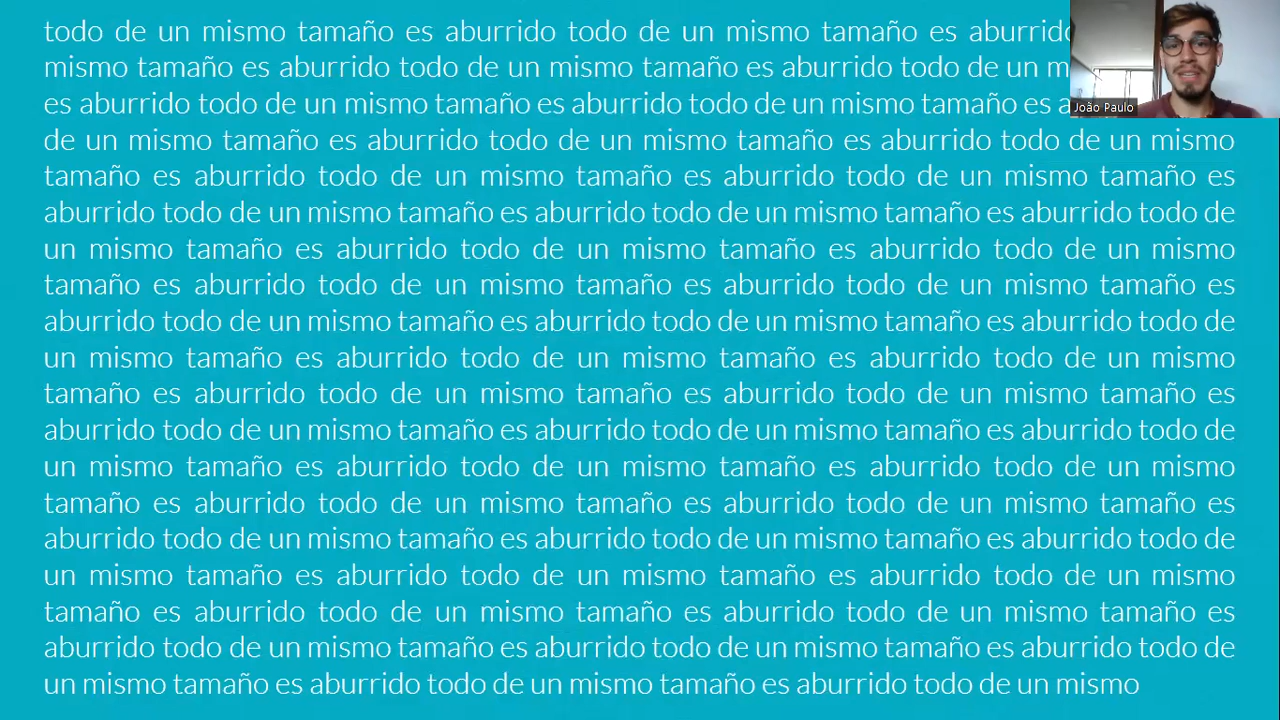 todo de un mismo tamaño es aburrido todo de un mismo tamaño es aburrido
mismo tamaño es aburrido todo de un mismo tamaño es aburrido todo de un
es aburrido todo de un mismo tamaño es aburrido todo de un mismo tamaño es
João Paulo
de un mismo tamaño es aburrido todo de un mismo tamaño es aburrido todo de un mismo
tamaño es aburrido todo de un mismo tamaño es aburrido todo de un mismo tamaño es
aburrido todo de un mismo tamaño es aburrido todo de un mismo tamaño es aburrido todo de
un mismo tamaño es aburrido todo de un mismo tamaño es aburrido todo de un mismo
tamaño es aburrido todo de un mismo tamaño es aburrido todo de un mismo tamaño es
aburrido todo de un mismo tamaño es aburrido todo de un mismo tamaño es aburrido todo de
un mismo tamaño es aburrido todo de un mismo tamaño es aburrido todo de un mismo
tamaño es aburrido todo de un mismo tamaño es aburrido todo de un mismo tamaño es
aburrido todo de un mismo tamaño es aburrido todo de un mismo tamaño es aburrido todo de
un mismo tamaño es aburrido todo de un mismo tamaño es aburrido todo de un mismo
tamaño es aburrido todo de un mismo tamaño es aburrido todo de un mismo tamaño es
aburrido todo de un mismo tamaño es aburrido todo de un mismo tamaño es aburrido todo de
un mismo tamaño es aburrido todo de un mismo tamaño es aburrido todo de un mismo
tamaño es aburrido todo de un mismo tamaño es aburrido todo de un mismo tamaño es
aburrido todo de un mismo tamaño es aburrido todo de un mismo tamaño es aburrido todo de
un mismo tamaño es aburrido todo de un mismo tamaño es aburrido todo de un mismo